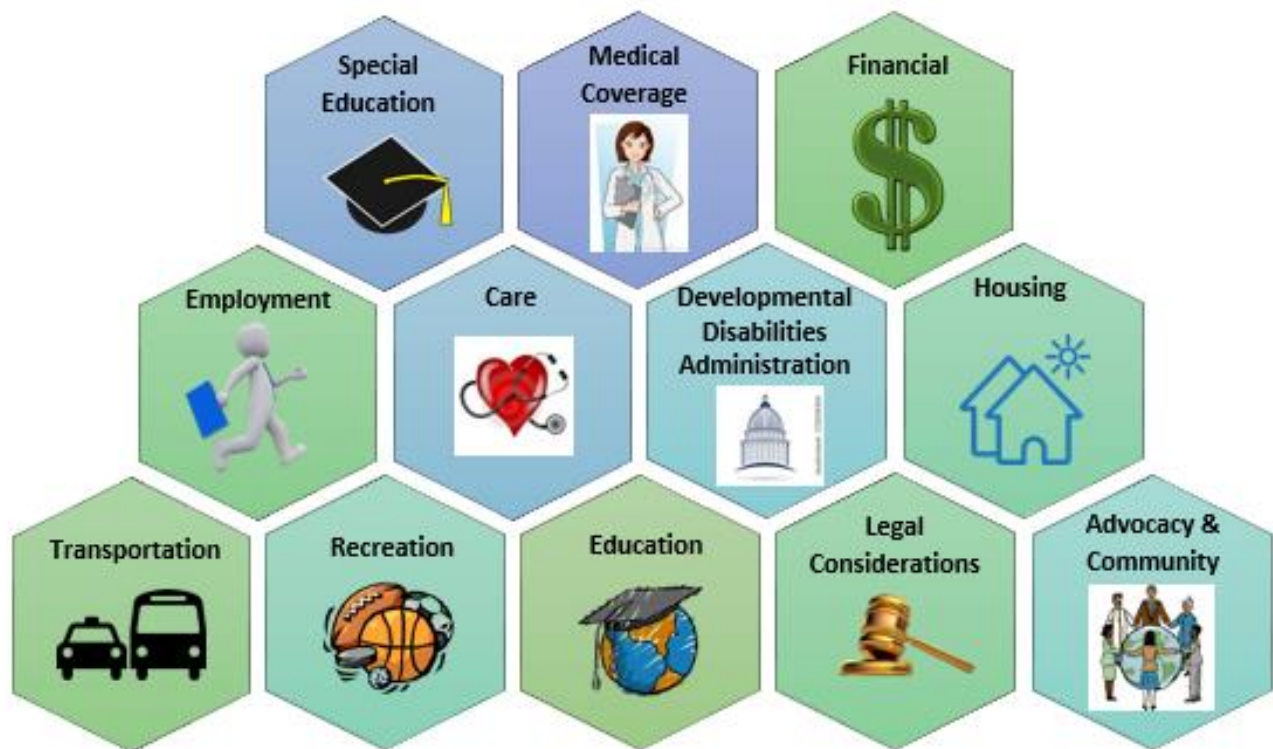 Special
Education
Medical
Coverage
Financial
Employment
Care
Developmental
Disabilities
Administration
Housing
Transportation
Recreation
Education
Legal
Considerations
Advocacy &
Community